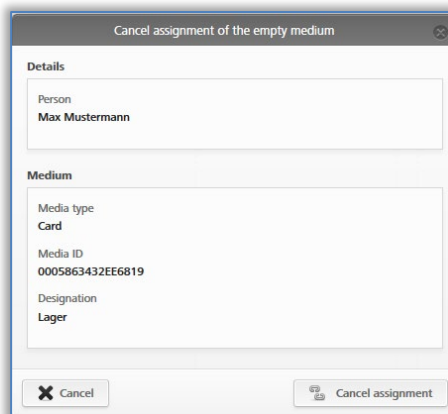 Cancel assignment of the empty medium
Details
Person
Max Mustermann
Medium
Media type
Card
Media ID
0005863432EE6819
Designation
Lager
Cancel
Cancel assignment